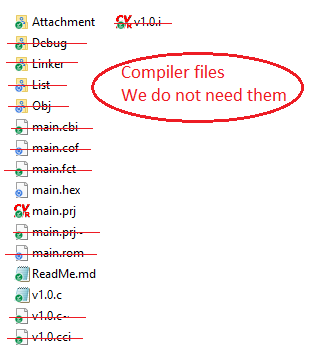 Attachment
Debug
Linker
List
Obj
main.cbi
main.cof
main.fct
main.hex
main.prj
main.prj~
main.rom
ReadMe.md
v1.0.c
v1.0.c~
v1.0.cci
v1.0.i
Compiler files
We do not need them